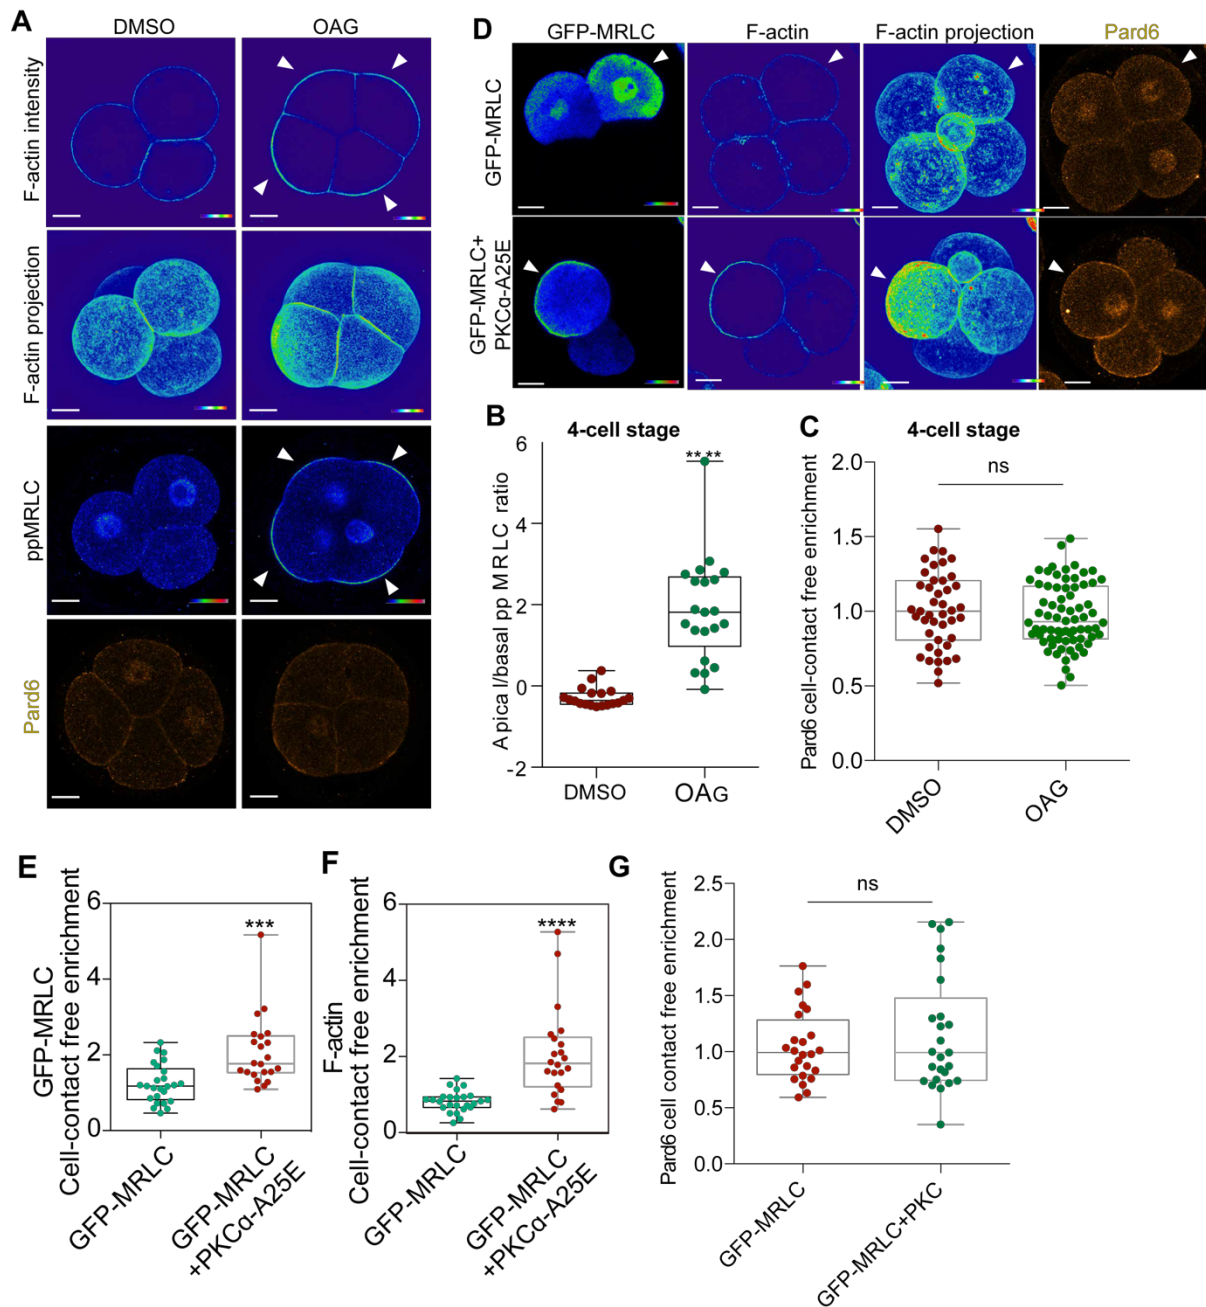 A
DMSO
OAG
F-actin intensity
F-actin projection
ppMRLC
Pard6
D
GFP-MRLC
F-actin
F-actin projection
Pard6
GFP-MRLC
GFP-MRLC+
PKCα-A25E
B
4-cell stage
Apical/basal pp MRLC ratio
6
4
2
0
-2
** **
DMSO
OAG
C
4-cell stage
Pard6 cell-contact free enrichment
2.0
1.5
1.0
0.5
0.0
ns
DMSO
OAG
E
GFP-MRLC
Cell-contact free enrichment
6
4
2
0
***
GFP-MRLC
GFP-MRLC
+PKCα-A25E
F
F-actin
Cell-contact free enrichment
6
4
2
0
****
GFP-MRLC
GFP-MRLC
+PKCα-A25E
G
Pard6 cell contact free enrichment
2.5
2.0
1.5
1.0
0.5
0.0
ns
GFP-MRLC
GFP-MRLC+PKC